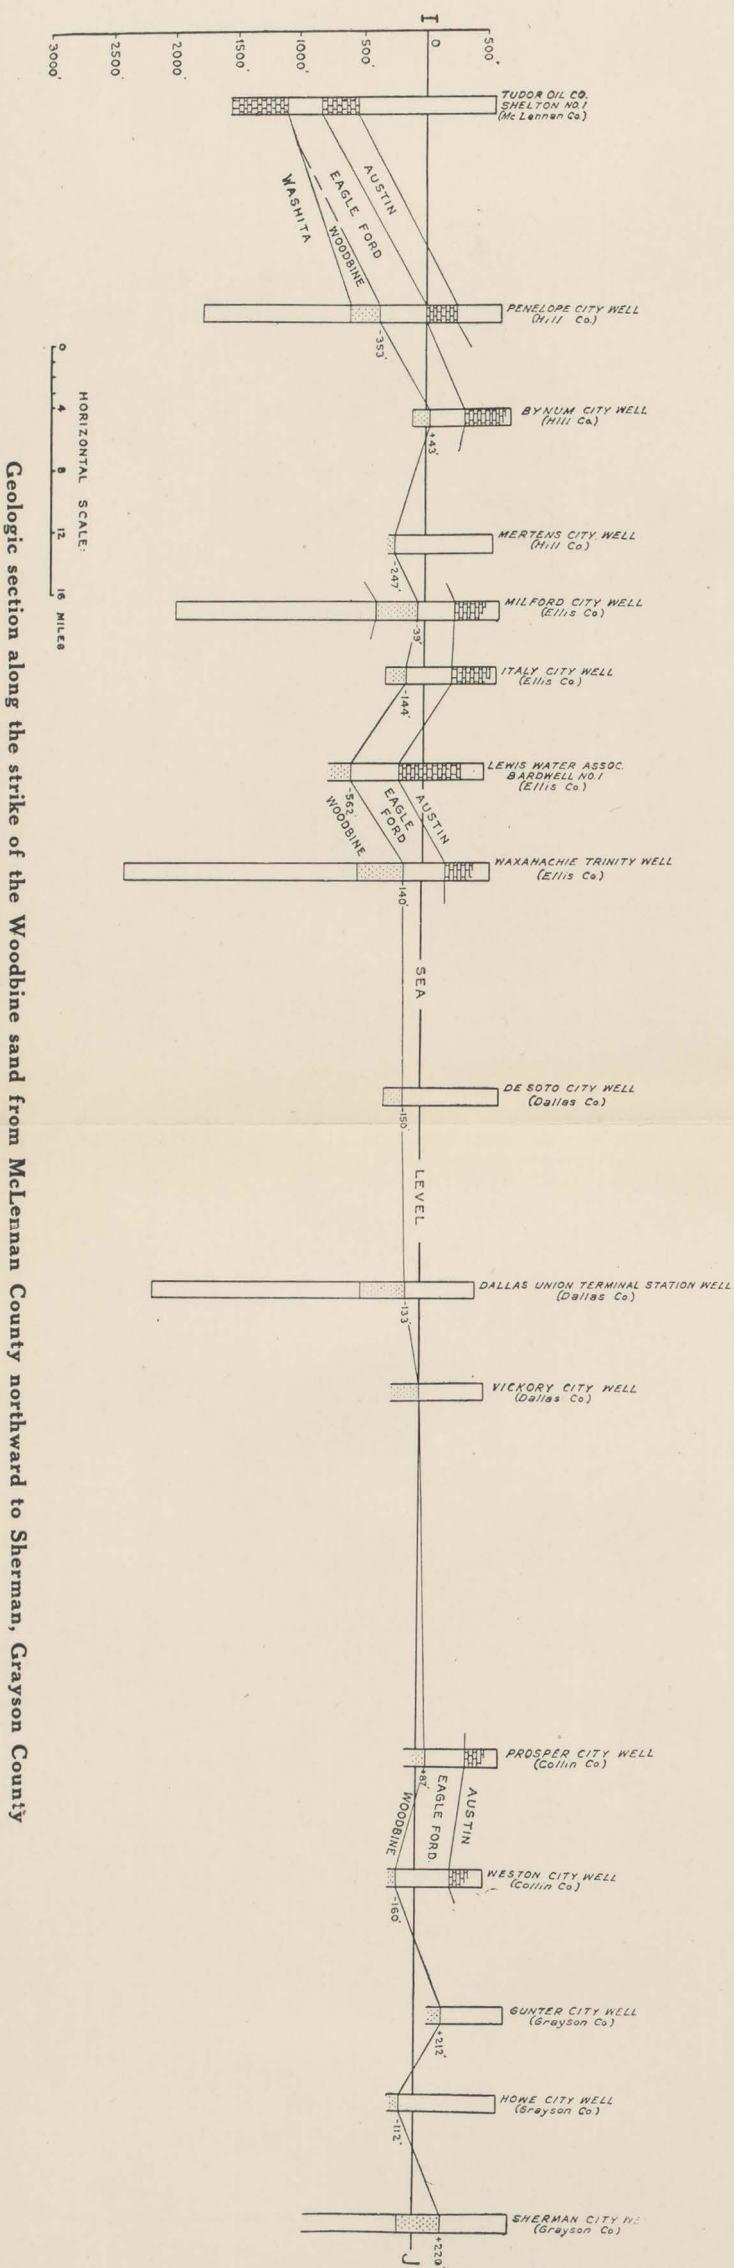 I
500'
0
-500'
-1000'
-1500'
-2000'
-2500'
-3000'
TUDOR OIL CO.
SHELTON NO. 1
(McLennan Co.)
AUSTIN
EAGLE FORD
WOODBINE
WASHITA
PENELOPE CITY WELL
(Hill Co.)
-353'
BYNUM CITY WELL
(Hill Co.)
+43'
MERTENS CITY WELL
(Hill Co.)
-247'
MILFORD CITY WELL
(Ellis Co.)
-39'
ITALY CITY WELL
(Ellis Co.)
-144'
LEWIS WATER ASSOC.
BARDWELL NO. 1
(Ellis Co.)
-562'
AUSTIN
EAGLE
FORD
WOODBINE
WAXAHACHIE TRINITY WELL
(Ellis Co.)
-140'
SEA
LEVEL
DE SOTO CITY WELL
(Dallas Co.)
-150'
DALLAS UNION TERMINAL STATION WELL
(Dallas Co.)
-133'
VICKORY CITY WELL
(Dallas Co.)
PROSPER CITY WELL
(Collin Co.)
+87'
AUSTIN
EAGLE FORD.
WOODBINE
WESTON CITY WELL
(Collin Co.)
-160'
GUNTER CITY WELL
(Grayson Co.)
+212'
HOWE CITY WELL
(Grayson Co.)
-112'
SHERMAN CITY
(Grayson Co.)
J
0 4 8 12 16 MILES
HORIZONTAL SCALE:
Geologic section along the strike of the Woodbine sand from McLennan County northward to Sherman, Grayson County